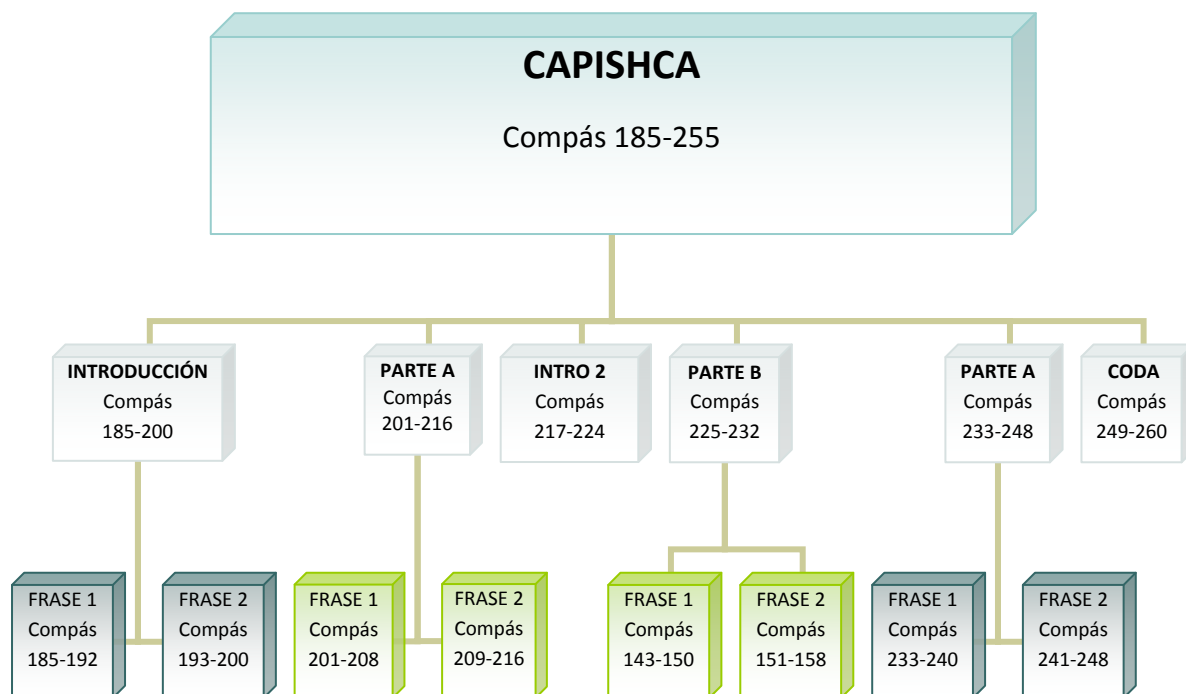 CAPISHCA
Compás 185-255
INTRODUCCIÓN
Compás
185-200
PARTE A
Compás
201-216
INTRO 2
Compás
217-224
PARTE B
Compás
225-232
PARTE A
Compás
233-248
CODA
Compás
249-260
FRASE 1
Compás
185-192
FRASE 2
Compás
193-200
FRASE 1
Compás
201-208
FRASE 2
Compás
209-216
FRASE 1
Compás
143-150
FRASE 2
Compás
151-158
FRASE 1
Compás
233-240
FRASE 2
Compás
241-248